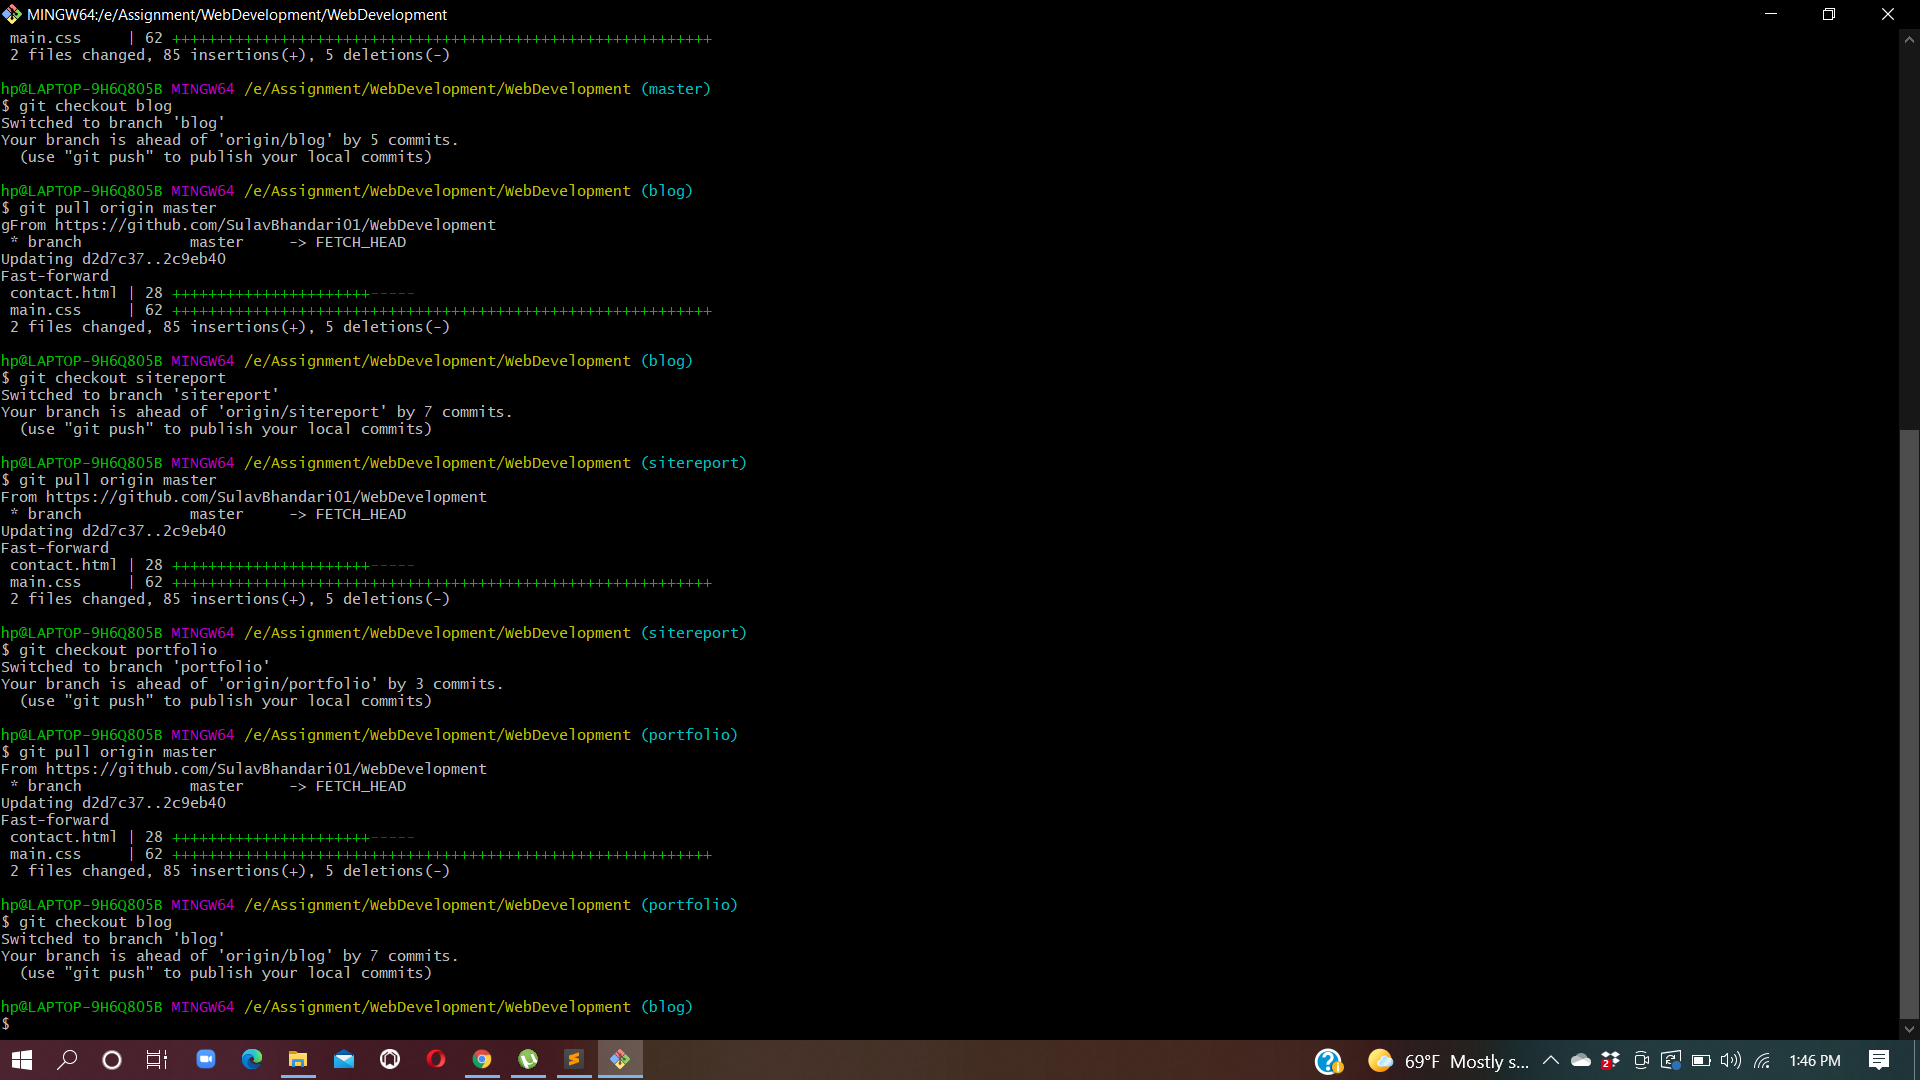 MINGW64:/e/Assignment/WebDevelopment/WebDevelopment
 main.css     | 62 ++++++++++++++++++++++++++++++++++++++++++++++++++++++++++++
 2 files changed, 85 insertions(+), 5 deletions(-)
hp@LAPTOP-9H6Q805B MINGW64 /e/Assignment/WebDevelopment/WebDevelopment (master)
$ git checkout blog
Switched to branch 'blog'
Your branch is ahead of 'origin/blog' by 5 commits.
  (use "git push" to publish your local commits)
hp@LAPTOP-9H6Q805B MINGW64 /e/Assignment/WebDevelopment/WebDevelopment (blog)
$ git pull origin master
gFrom https://github.com/SulavBhandari01/WebDevelopment
 * branch            master     -> FETCH_HEAD
Updating d2d7c37..2c9eb40
Fast-forward
 contact.html | 28 ++++++++++++++++++++++-----
 main.css     | 62 ++++++++++++++++++++++++++++++++++++++++++++++++++++++++++++
 2 files changed, 85 insertions(+), 5 deletions(-)
hp@LAPTOP-9H6Q805B MINGW64 /e/Assignment/WebDevelopment/WebDevelopment (blog)
$ git checkout sitereport
Switched to branch 'sitereport'
Your branch is ahead of 'origin/sitereport' by 7 commits.
  (use "git push" to publish your local commits)
hp@LAPTOP-9H6Q805B MINGW64 /e/Assignment/WebDevelopment/WebDevelopment (sitereport)
$ git pull origin master
From https://github.com/SulavBhandari01/WebDevelopment
 * branch            master     -> FETCH_HEAD
Updating d2d7c37..2c9eb40
Fast-forward
 contact.html | 28 ++++++++++++++++++++++-----
 main.css     | 62 ++++++++++++++++++++++++++++++++++++++++++++++++++++++++++++
 2 files changed, 85 insertions(+), 5 deletions(-)
hp@LAPTOP-9H6Q805B MINGW64 /e/Assignment/WebDevelopment/WebDevelopment (sitereport)
$ git checkout portfolio
Switched to branch 'portfolio'
Your branch is ahead of 'origin/portfolio' by 3 commits.
  (use "git push" to publish your local commits)
hp@LAPTOP-9H6Q805B MINGW64 /e/Assignment/WebDevelopment/WebDevelopment (portfolio)
$ git pull origin master
From https://github.com/SulavBhandari01/WebDevelopment
 * branch            master     -> FETCH_HEAD
Updating d2d7c37..2c9eb40
Fast-forward
 contact.html | 28 ++++++++++++++++++++++-----
 main.css     | 62 ++++++++++++++++++++++++++++++++++++++++++++++++++++++++++++
 2 files changed, 85 insertions(+), 5 deletions(-)
hp@LAPTOP-9H6Q805B MINGW64 /e/Assignment/WebDevelopment/WebDevelopment (portfolio)
$ git checkout blog
Switched to branch 'blog'
Your branch is ahead of 'origin/blog' by 7 commits.
  (use "git push" to publish your local commits)
hp@LAPTOP-9H6Q805B MINGW64 /e/Assignment/WebDevelopment/WebDevelopment (blog)
$
69°F Mostly s... 2 1:46 PM